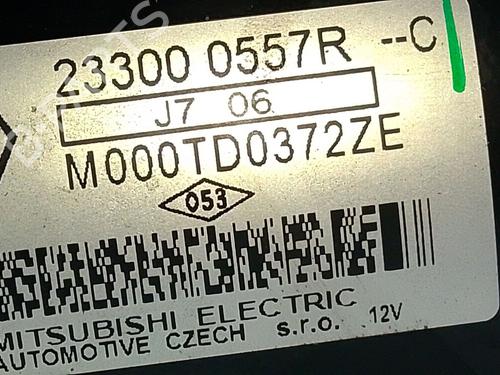 23300 0557R --C
J7 06
M000TD0372ZE
053
MITSUBISHI ELECTRIC
AUTOMOTIVE CZECH s.r.o. 12V